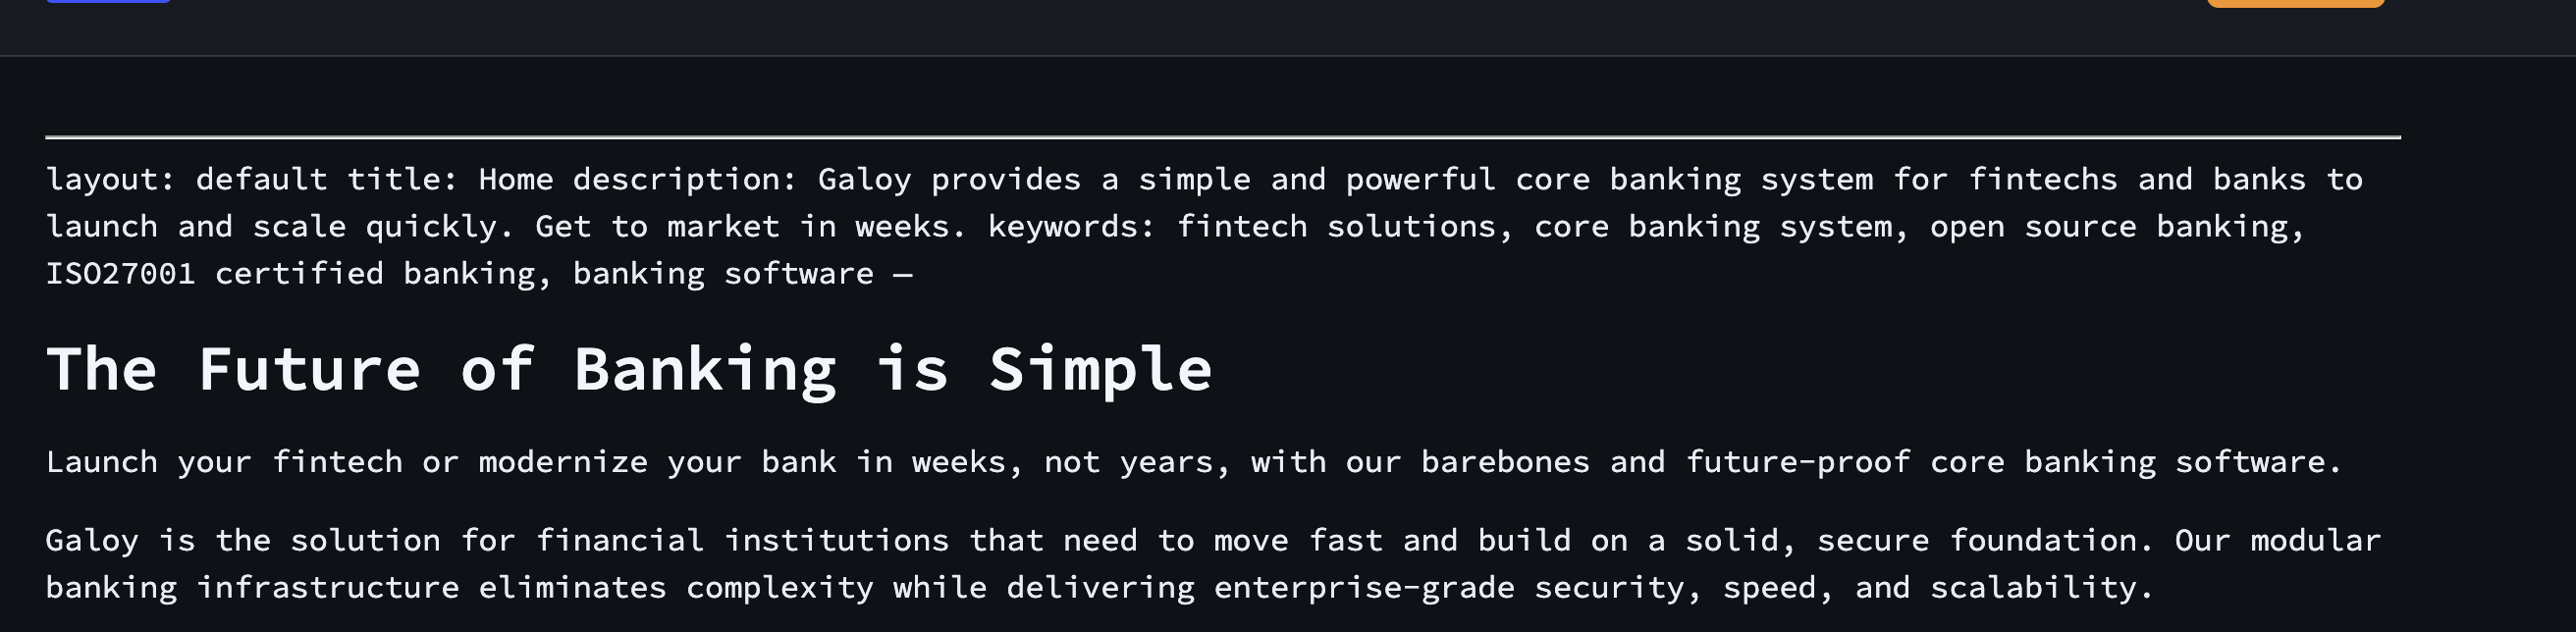 layout: default title: Home description: Galoy provides a simple and powerful core banking system for fintechs and banks to
launch and scale quickly. Get to market in weeks. keywords: fintech solutions, core banking system, open source banking,
ISO27001 certified banking, banking software —
The Future of Banking is Simple
Launch your fintech or modernize your bank in weeks, not years, with our barebones and future-proof core banking software.
Galoy is the solution for financial institutions that need to move fast and build on a solid, secure foundation. Our modular
banking infrastructure eliminates complexity while delivering enterprise-grade security, speed, and scalability.